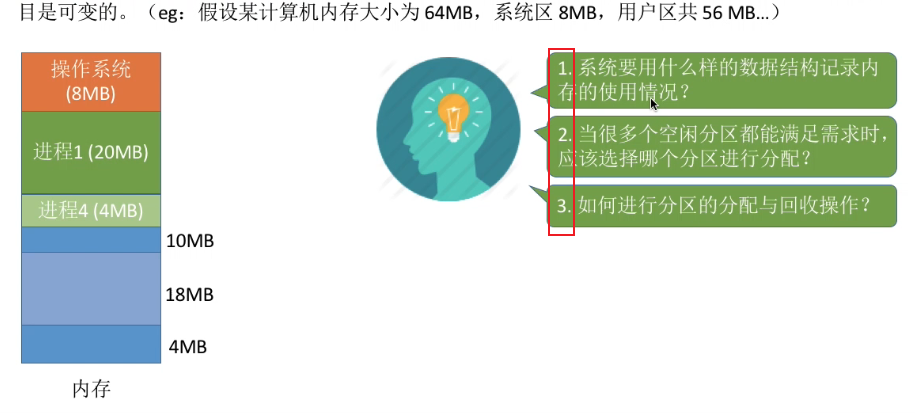 目是可变的。（eg：假设某计算机内存大小为 64MB，系统区 8MB，用户区共 56 MB…）
操作系统
(8MB)
进程1 (20MB)
进程4 (4MB)
10MB
18MB
4MB
内存
1. 系统要用什么样的数据结构记录内
存的使用情况？
2. 当很多个空闲分区都能满足需求时，
应该选择哪个分区进行分配？
3. 如何进行分区的分配与回收操作？